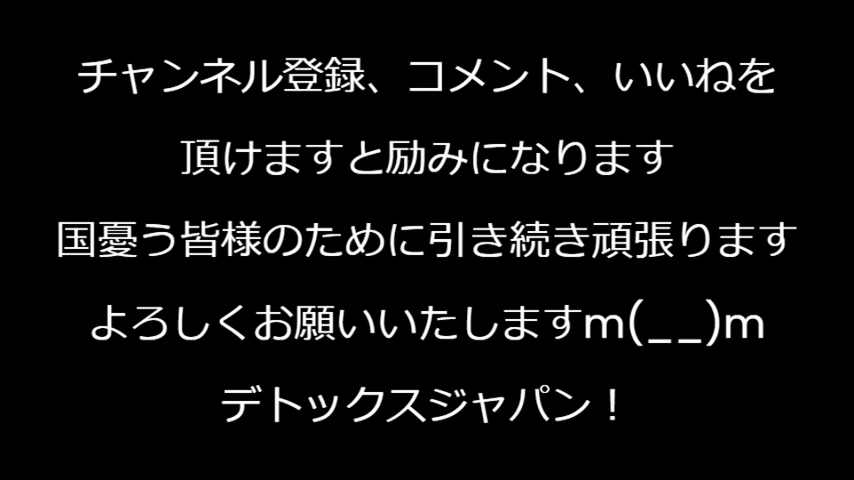 チャンネル登録、コメント、いいねを
頂けますと励みになります
国憂う皆様のために引き続き頑張ります
よろしくお願いいたしますm(__)m
デトックスジャパン！